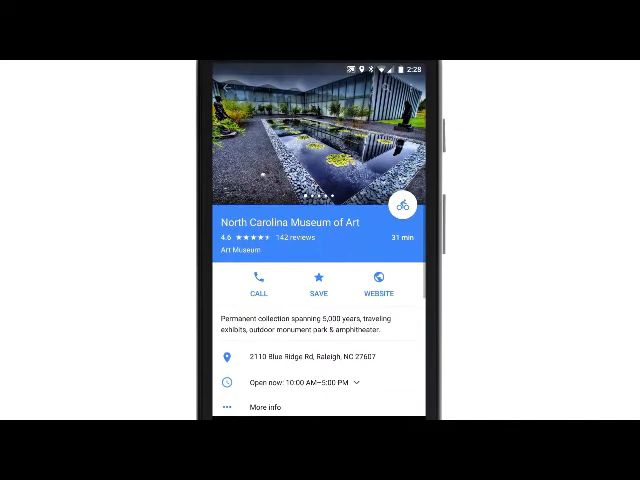 2:28
North Carolina Museum of Art
4.6 142 reviews 31 min
Art Museum
CALL SAVE WEBSITE
Permanent collection spanning 5,000 years, traveling
exhibits, outdoor monument park & amphitheater.
2110 Blue Ridge Rd, Raleigh, NC 27607
Open now: 10:00 AM–5:00 PM
More info